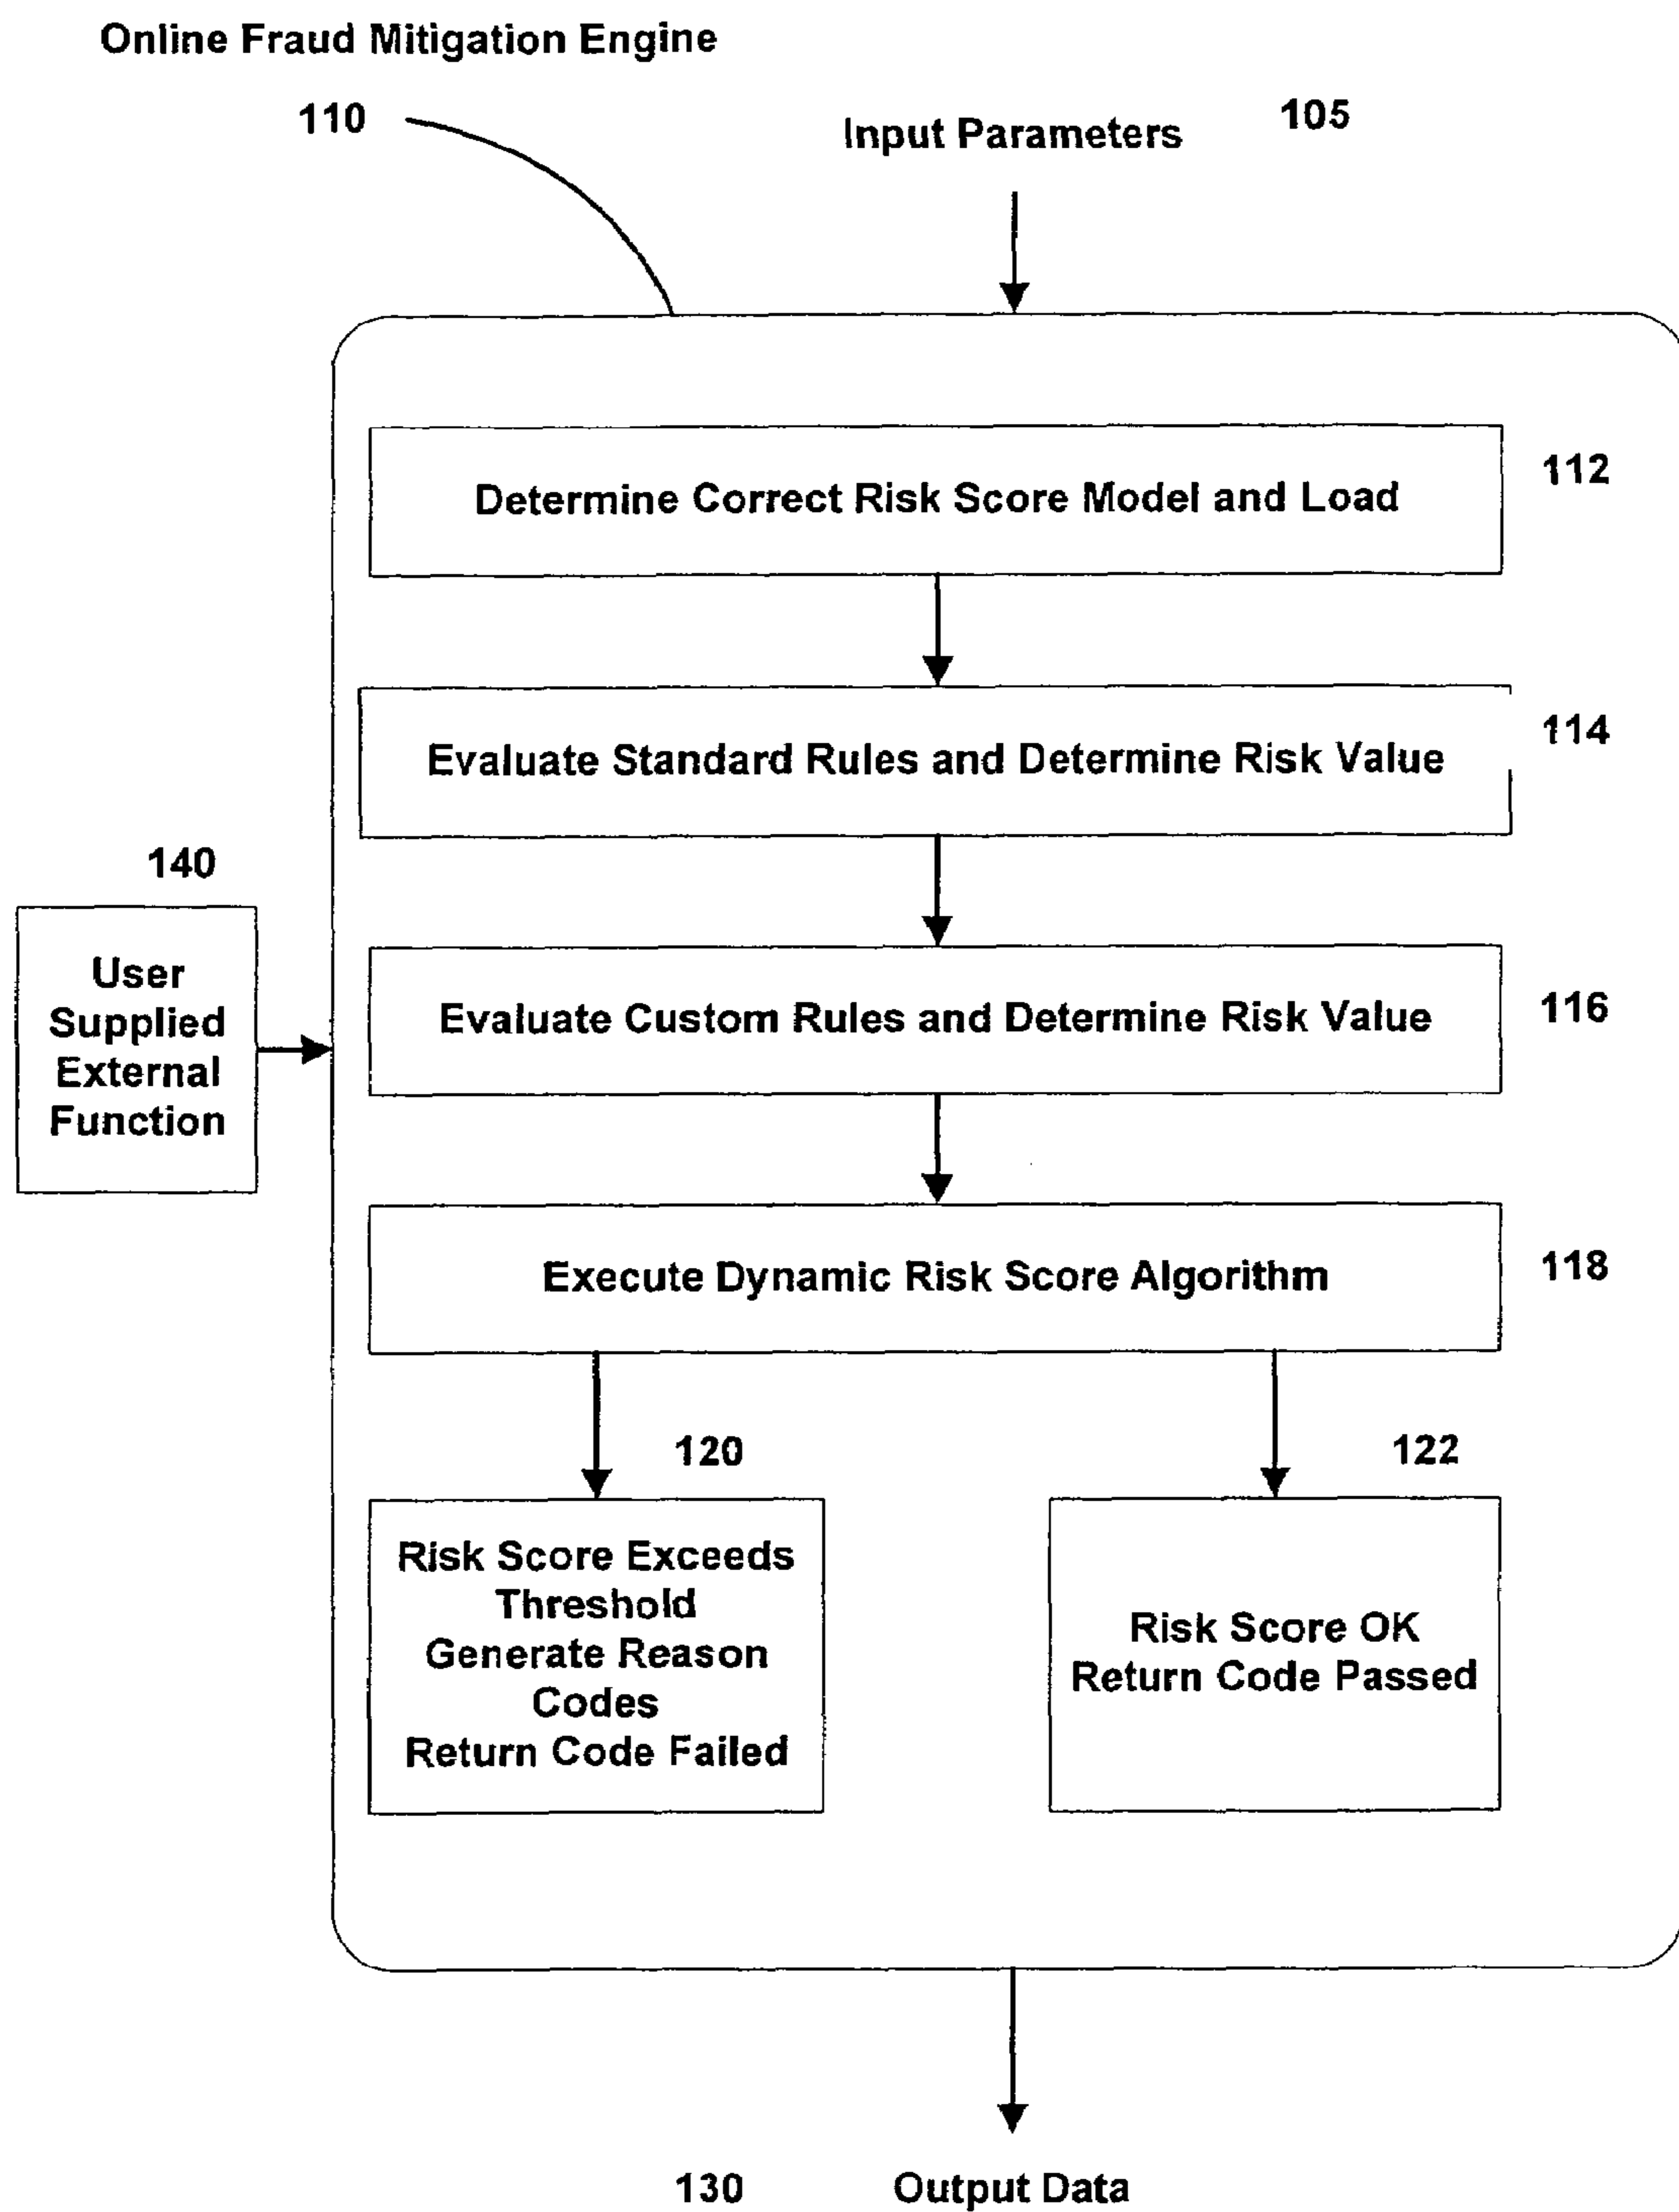 Online Fraud Mitigation Engine
110
Input Parameters 105
Determine Correct Risk Score Model and Load
112
Evaluate Standard Rules and Determine Risk Value
114
140
User
Supplied
External
Function
Evaluate Custom Rules and Determine Risk Value
116
Execute Dynamic Risk Score Algorithm
118
120
Risk Score Exceeds
Threshold
Generate Reason
Codes
Return Code Failed
122
Risk Score OK
Return Code Passed
130 Output Data